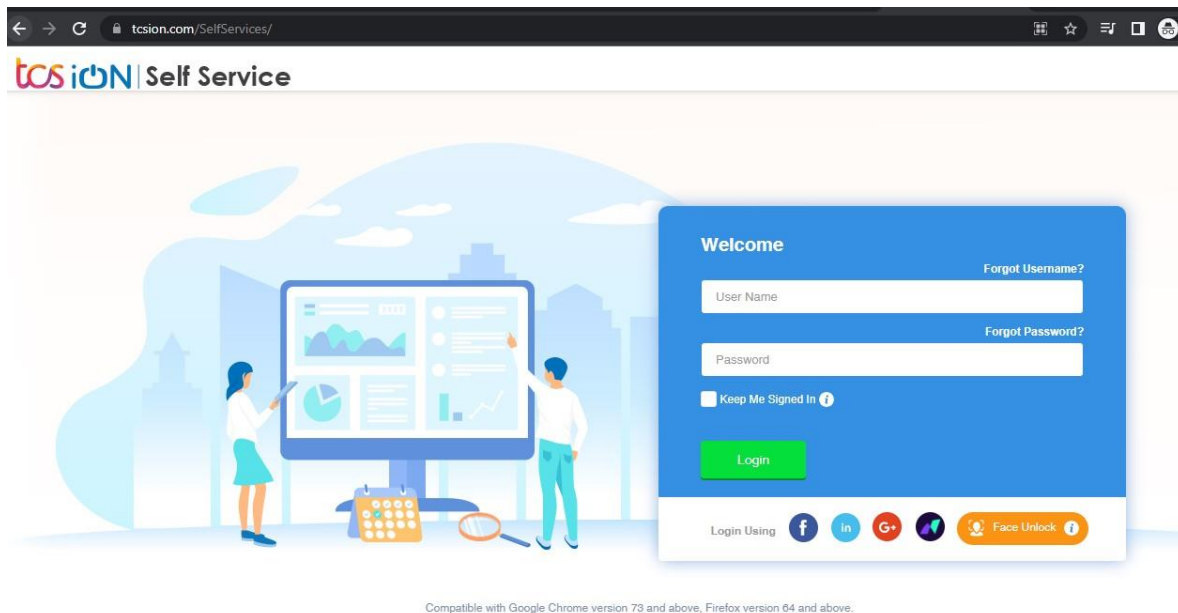 tcsion.com/SelfServices/
tcs iON | Self Service
Welcome
Forgot Username?
User Name
Forgot Password?
Password
Keep Me Signed In i
Login
Login Using f in G+ Face Unlock i
Compatible with Google Chrome version 73 and above, Firefox version 64 and above.